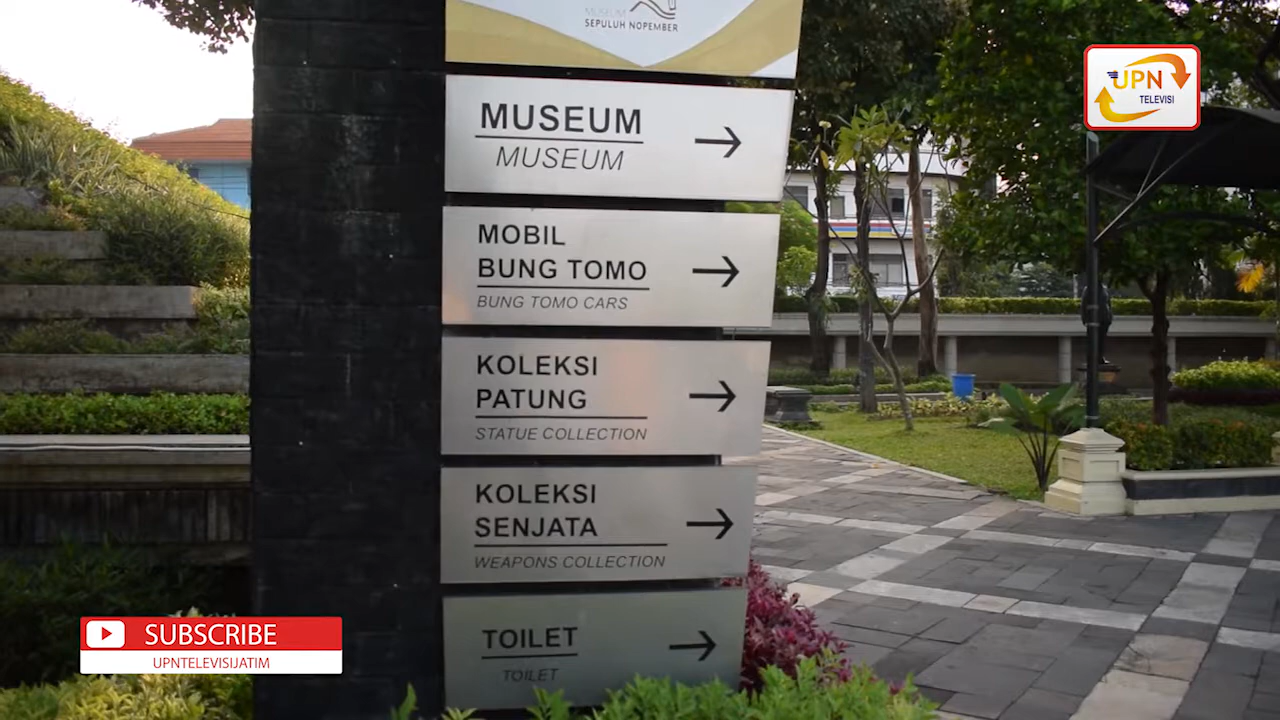 MUSEUM
SEPULUH NOPEMBER
MUSEUM
MUSEUM
MOBIL
BUNG TOMO
BUNG TOMO CARS
KOLEKSI
PATUNG
STATUE COLLECTION
KOLEKSI
SENJATA
WEAPONS COLLECTION
TOILET
TOILET
UPN
TELEVISI
SUBSCRIBE
UPNTELEVISIJATIM